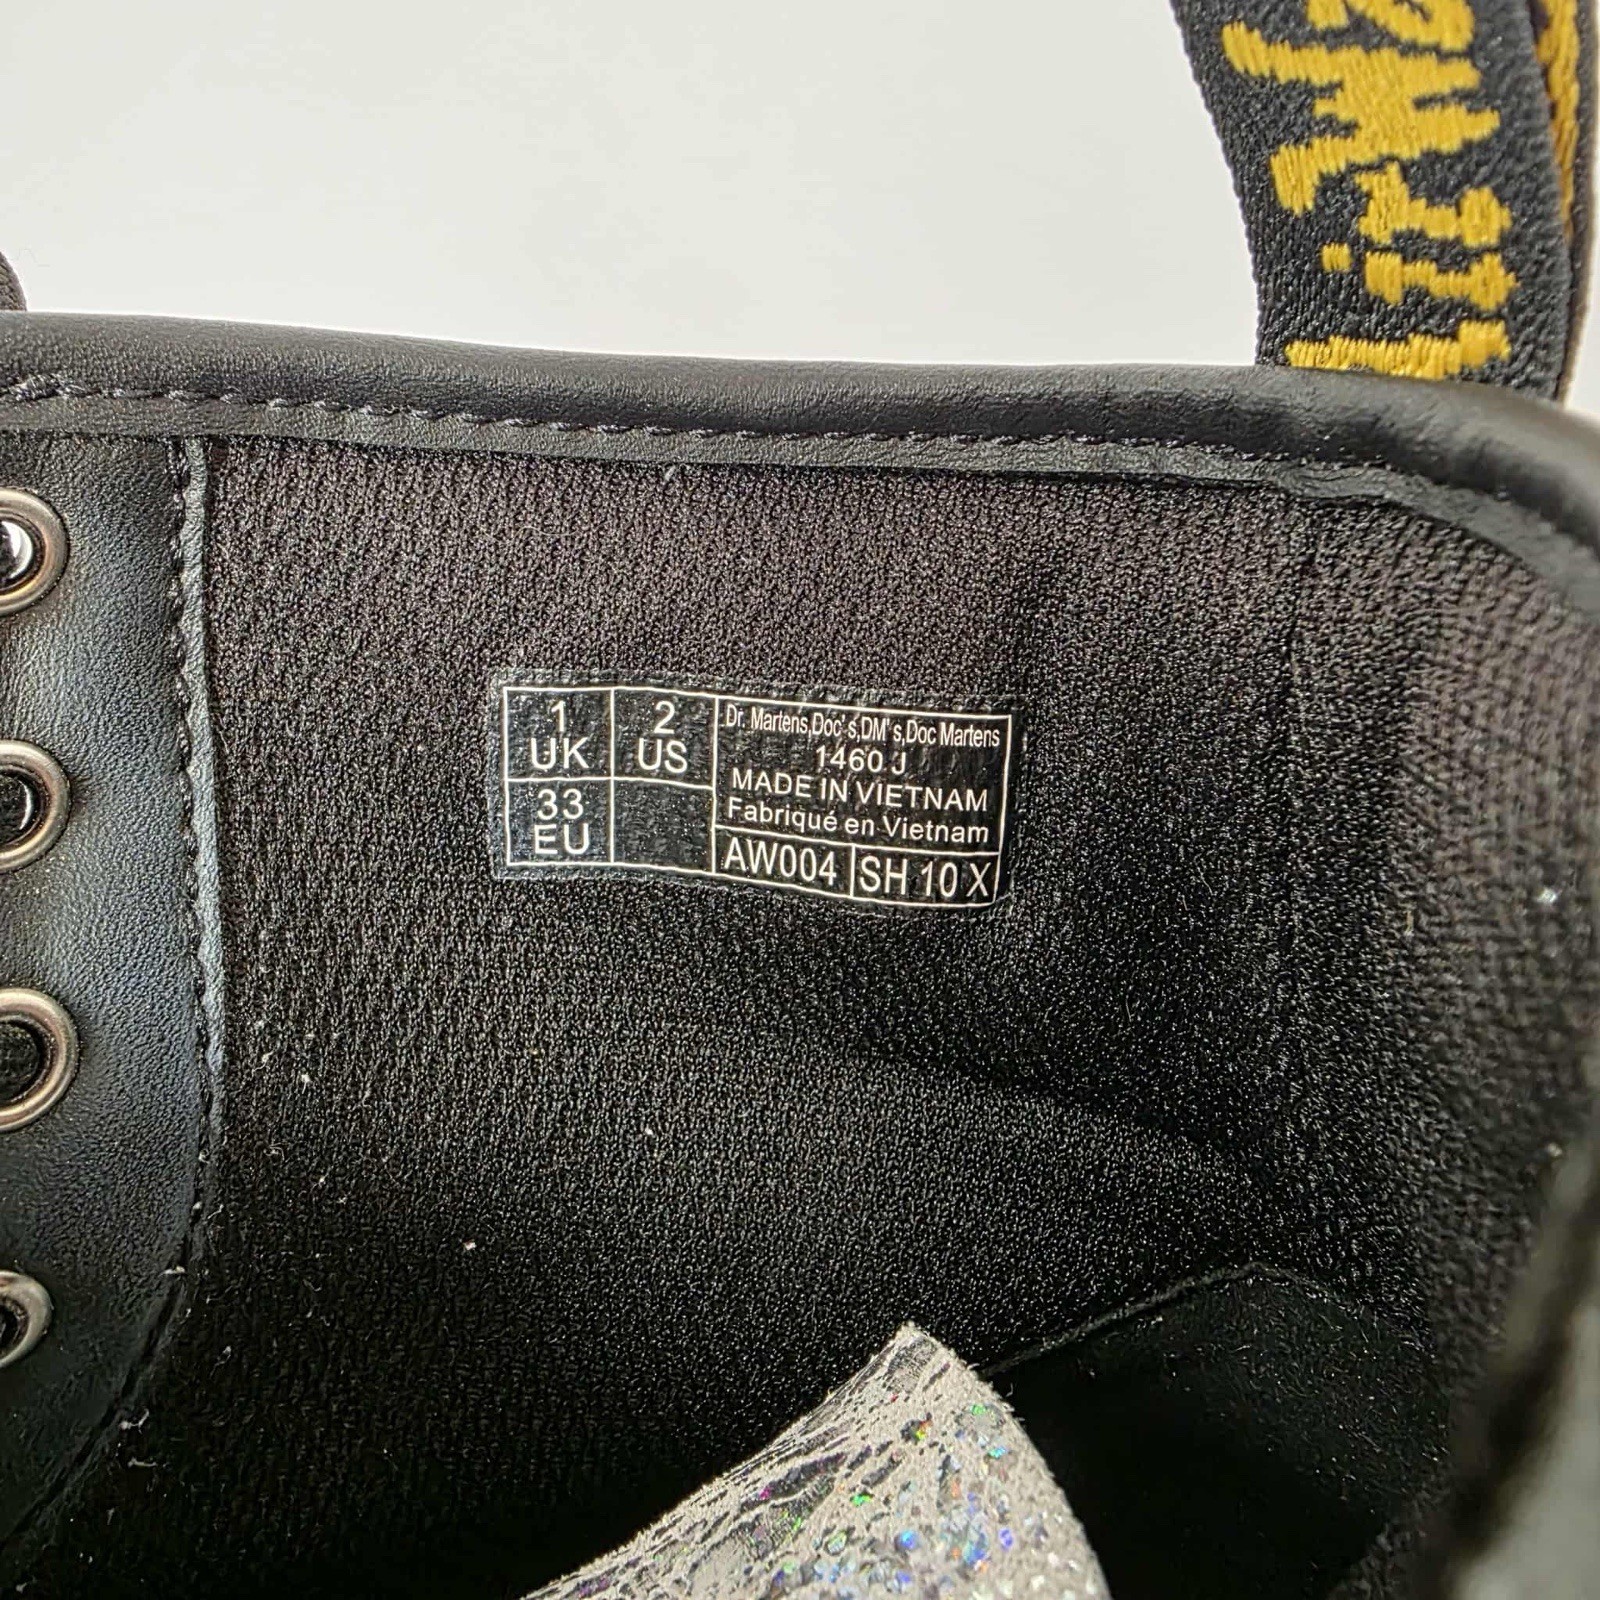 Wit
1
UK
2
US
33
EU
Dr. Martens,Doc's,DM's,Doc Martens
1460 J
MADE IN VIETNAM
Fabriqué en Vietnam
AW004
SH 10 X